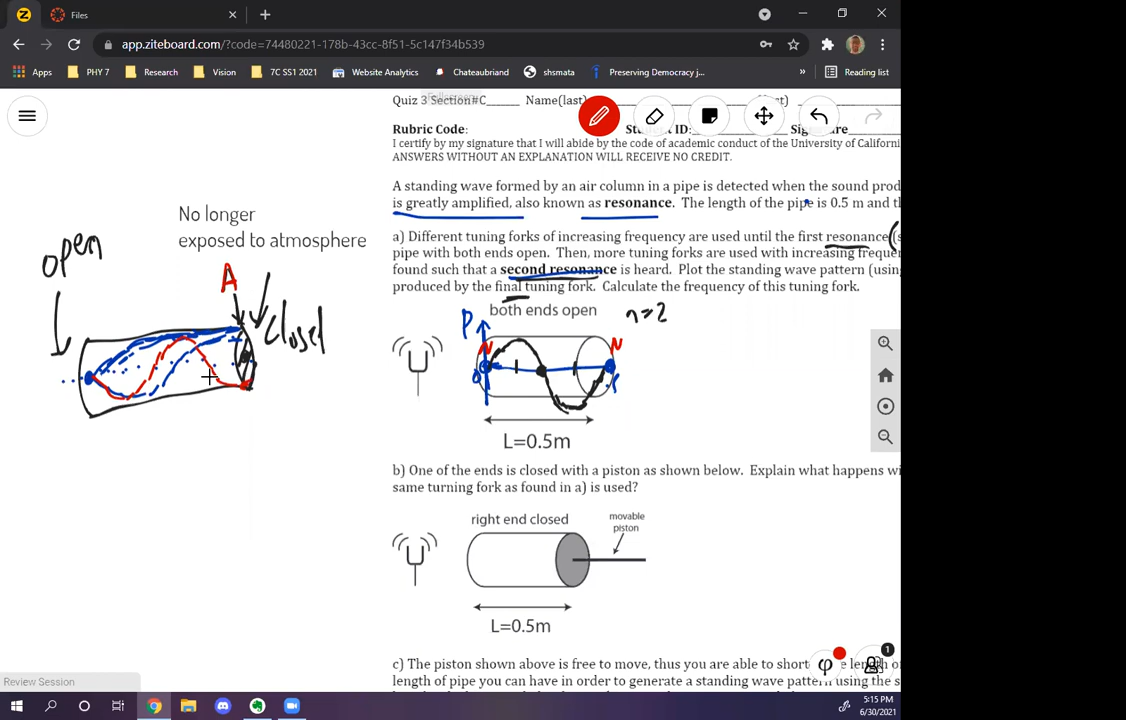 Files
app.ziteboard.com/?code=74480221-178b-43cc-8f51-5c147f34b539
Apps PHY 7 Research Vision 7C SS1 2021 Website Analytics Chateaubriand shsmata Preserving Democracy j... » Reading list
Quiz 3 Section#C______ Name(last)
Rubric Code: Student ID: Signature
I certify by my signature that I will abide by the code of academic conduct of the University of Californi
ANSWERS WITHOUT AN EXPLANATION WILL RECEIVE NO CREDIT.
A standing wave formed by an air column in a pipe is detected when the sound prod
is greatly amplified, also known as resonance. The length of the pipe is 0.5 m and th
a) Different tuning forks of increasing frequency are used until the first resonance (s
pipe with both ends open. Then, more tuning forks are used with increasing frequen
found such that a second resonance is heard. Plot the standing wave pattern (using
produced by the final tuning fork. Calculate the frequency of this tuning fork.
both ends open
n=2
P
N
N
L=0.5m
No longer
exposed to atmosphere
open
A
closed
b) One of the ends is closed with a piston as shown below. Explain what happens wi
same turning fork as found in a) is used?
right end closed
movable
piston
L=0.5m
c) The piston shown above is free to move, thus you are able to short
length of pipe you can have in order to generate a standing wave pattern using the s
1
Review Session
5:15 PM
6/30/2021